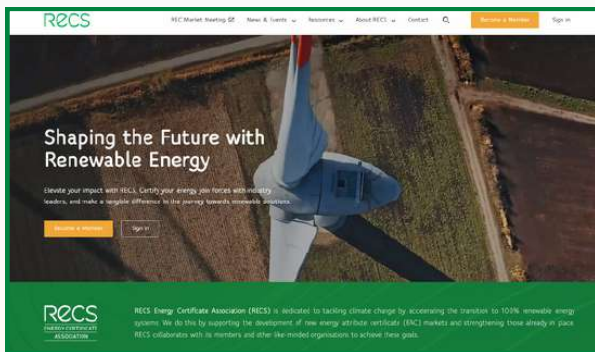 RECS
REC Market Meeting News & Events Resources About RECS Contact Become a Member Sign in
Shaping the Future with
Renewable Energy
Elevate your impact with RECS, Certify your energy join forces with industry
leaders, and make a tangible difference in the journey towards renewable solutions.
Become a Member Sign in
RECS
ENERGY CERTIFICATE
ASSOCIATION
RECS Energy Certificate Association (RECS) is dedicated to tackling climate change by accelerating the transition to 100% renewable energy
systems. We do this by supporting the development of new energy attribute certificate (EAC) markets and strengthening those already in place.
RECS collaborates with its members and other like-minded organisations to achieve these goals.